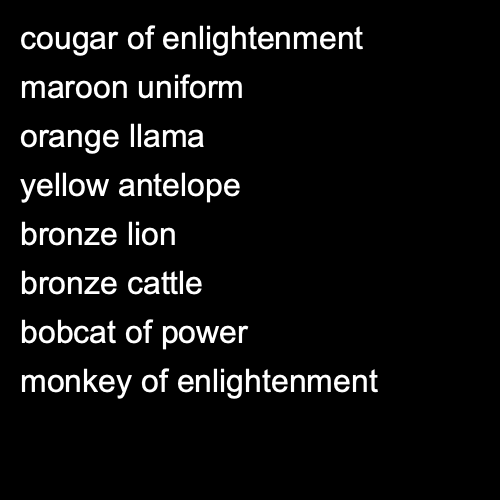 cougar of enlightenment
maroon uniform
orange llama
yellow antelope
bronze lion
bronze cattle
bobcat of power
monkey of enlightenment